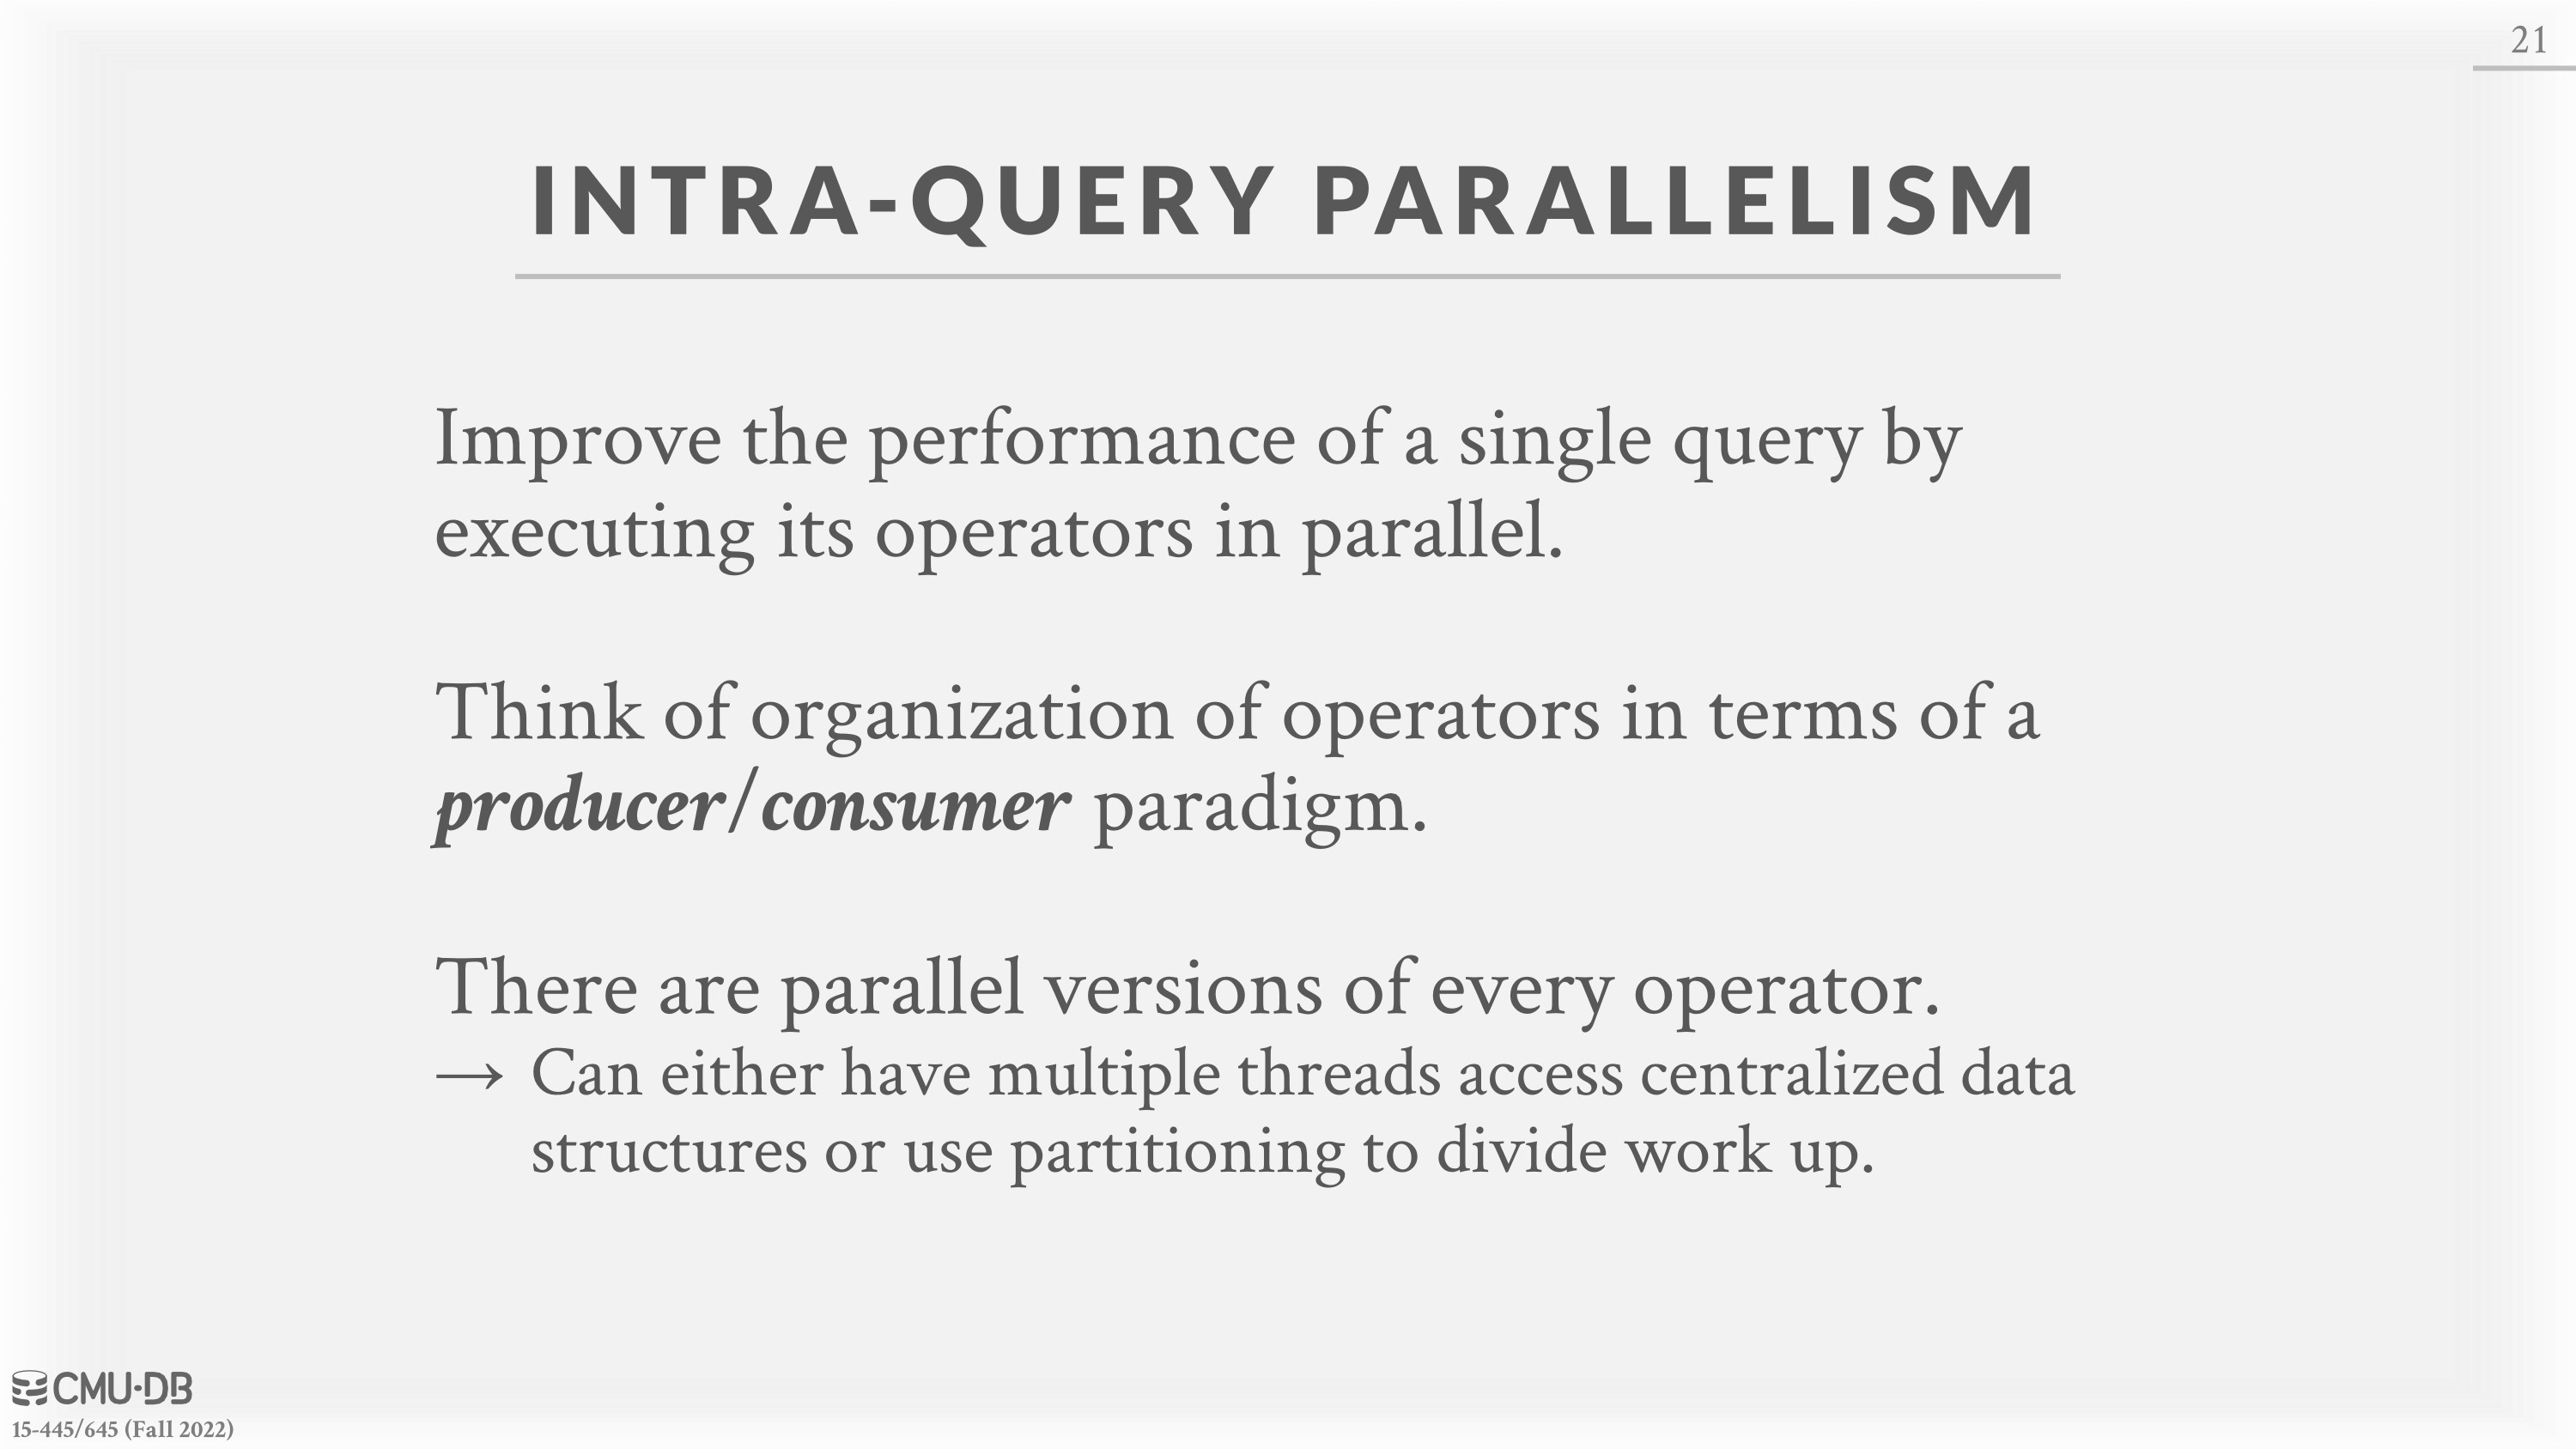 21
INTRA-QUERY PARALLELISM
Improve the performance of a single query by
executing its operators in parallel.
Think of organization of operators in terms of a
producer/consumer paradigm.
There are parallel versions of every operator.
→ Can either have multiple threads access centralized data
structures or use partitioning to divide work up.
CMU·DB
15-445/645 (Fall 2022)